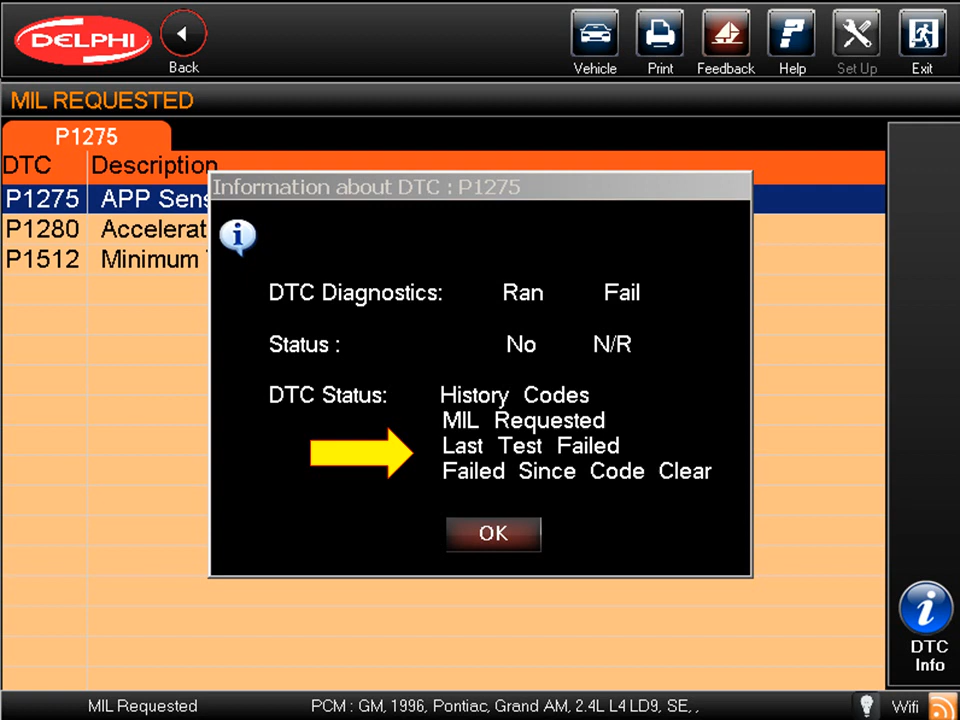 DELPHI
Back
Vehicle
Print
Feedback
Help
Set Up
Exit
MIL REQUESTED
P1275
DTC Description
P1275 APP Sens
P1280 Accelerat
P1512 Minimum
Information about DTC : P1275
DTC Diagnostics: Ran Fail
Status : No N/R
DTC Status: History Codes
MIL Requested
Last Test Failed
Failed Since Code Clear
OK
DTC
Info
MIL Requested
PCM : GM, 1996, Pontiac, Grand AM, 2.4L L4 LD9, SE, ,
Wifi